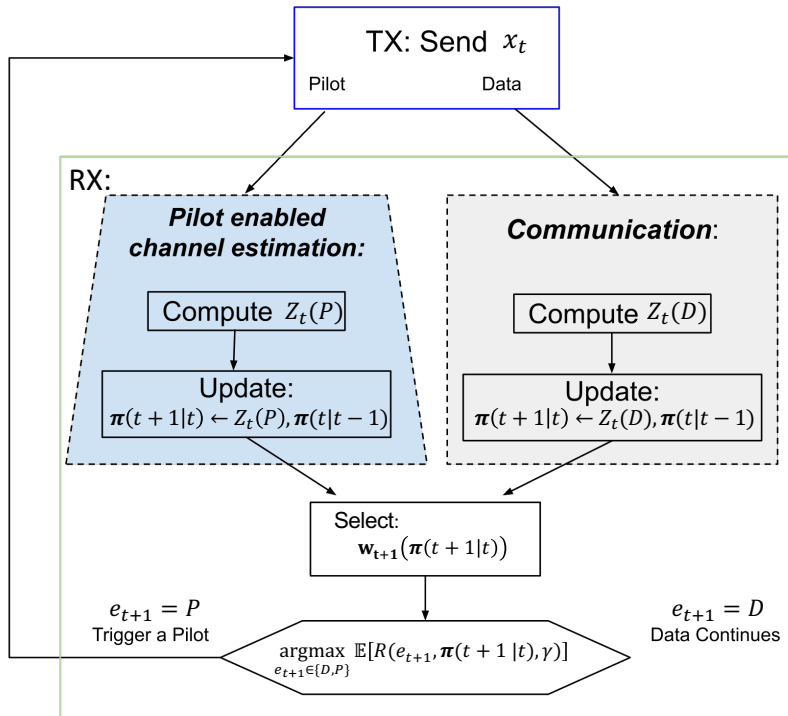 TX: Send x_t
Pilot Data
RX:
Pilot enabled
channel estimation:
Communication:
Compute Z_t(P)
Compute Z_t(D)
Update:
π(t + 1|t) ← Z_t(P), π(t|t − 1)
Update:
π(t + 1|t) ← Z_t(D), π(t|t − 1)
Select:
w_{t+1}(π(t + 1|t))
e_{t+1} = P
Trigger a Pilot
e_{t+1} = D
Data Continues
argmax 𝔼[R(e_{t+1}, π(t + 1 |t), γ)]
e_{t+1}∈{D,P}